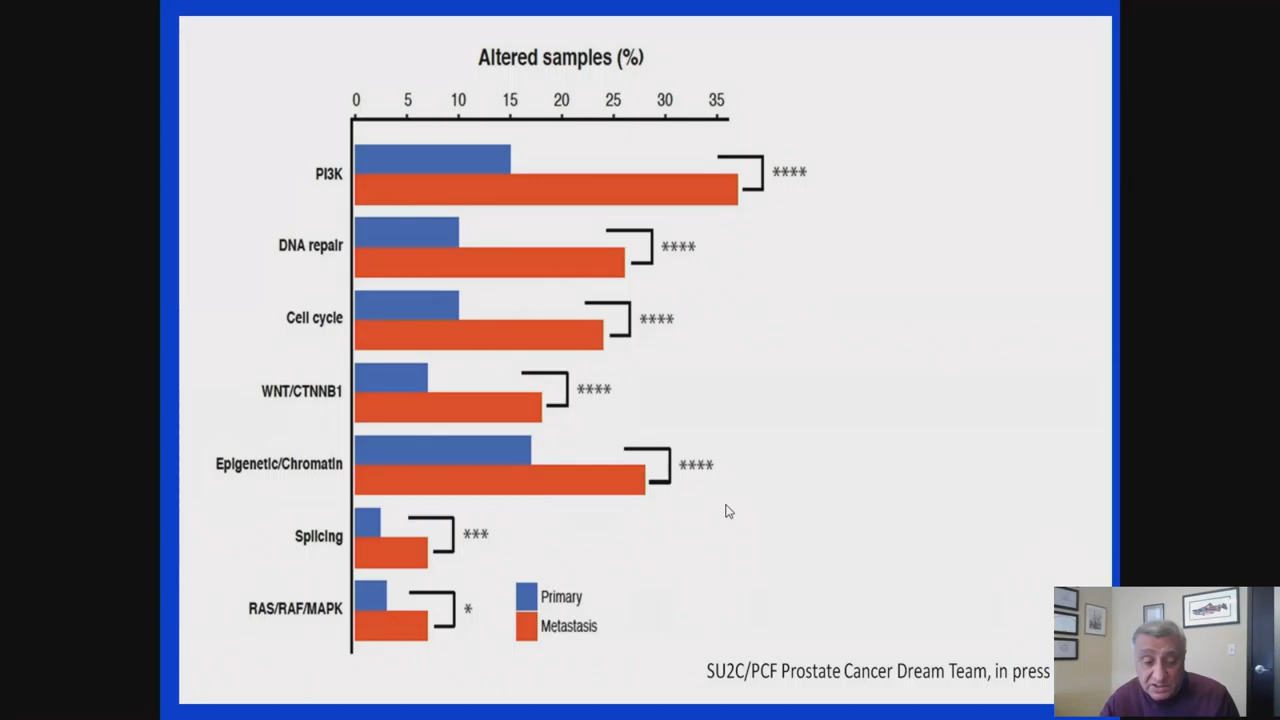 Altered samples (%)
0 5 10 15 20 25 30 35
PI3K ****
DNA repair ****
Cell cycle ****
WNT/CTNNB1 ****
Epigenetic/Chromatin ****
Splicing ***
RAS/RAF/MAPK *
Primary
Metastasis
SU2C/PCF Prostate Cancer Dream Team, in press